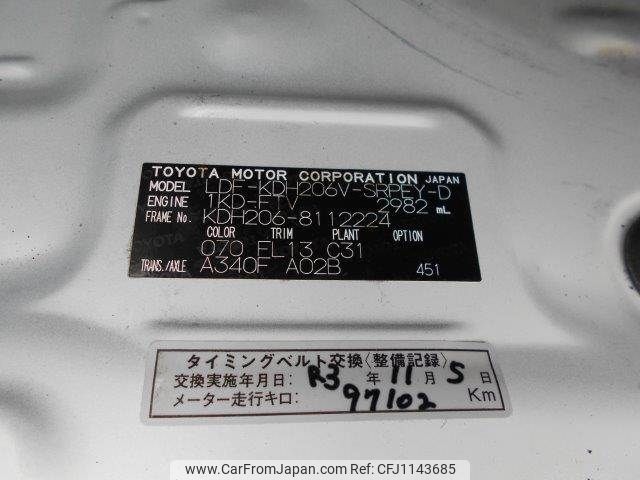 TOYOTA MOTOR CORPORATION JAPAN
MODEL LDF-KDH206V-SRPEY-D
ENGINE 1KD-FTV 2982 mL
FRAME No. KDH206-8112224
COLOR TRIM PLANT
070 FL13 C31
TRANS./AXLE A340F A02B 451
タイミングベルト交換〈整備記録〉
交換実施年月日: R3 年 11 月 5 日
メーター走行キロ: 97102 Km
www.CarFromJapan.com - CFJ1143685